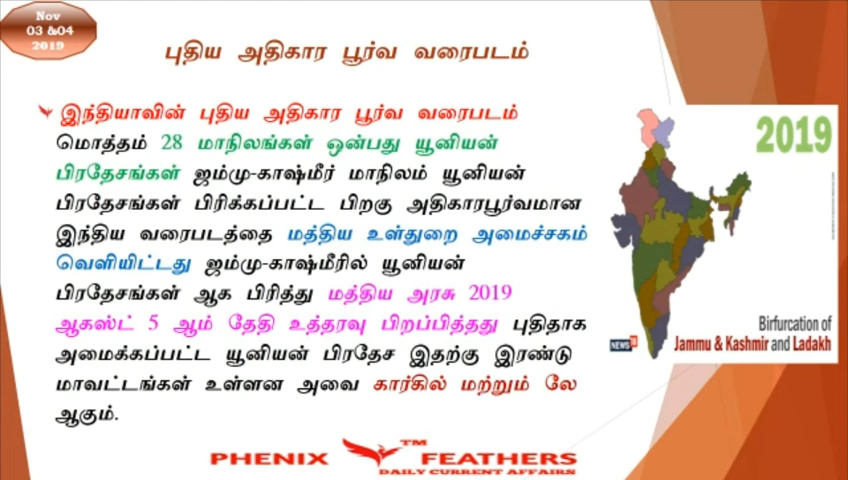 Nov
03 &04
2019
புதிய அதிகார பூர்வ வரைபடம்
இந்தியாவின் புதிய அதிகார பூர்வ வரைபடம்
மொத்தம் 28 மாநிலங்கள் ஒன்பது யூனியன்
பிரதேசங்கள் ஜம்மு-காஷ்மீர் மாநிலம் யூனியன்
பிரதேசங்கள் பிரிக்கப்பட்ட பிறகு அதிகாரபூர்வமான
இந்திய வரைபடத்தை மத்திய உள்துறை அமைச்சகம்
வெளியிட்டது ஜம்மு-காஷ்மீரில் யூனியன்
பிரதேசங்கள் ஆக பிரித்து மத்திய அரசு 2019
ஆகஸ்ட் 5 ஆம் தேதி உத்தரவு பிறப்பித்தது புதிதாக
அமைக்கப்பட்ட யூனியன் பிரதேச இதற்கு இரண்டு
மாவட்டங்கள் உள்ளன அவை கார்கில் மற்றும் லே
ஆகும்.
2019
Birfurcation of
Jammu & Kashmir and Ladakh
NEWS18
PHENIX FEATHERS TM
DAILY CURRENT AFFAIRS